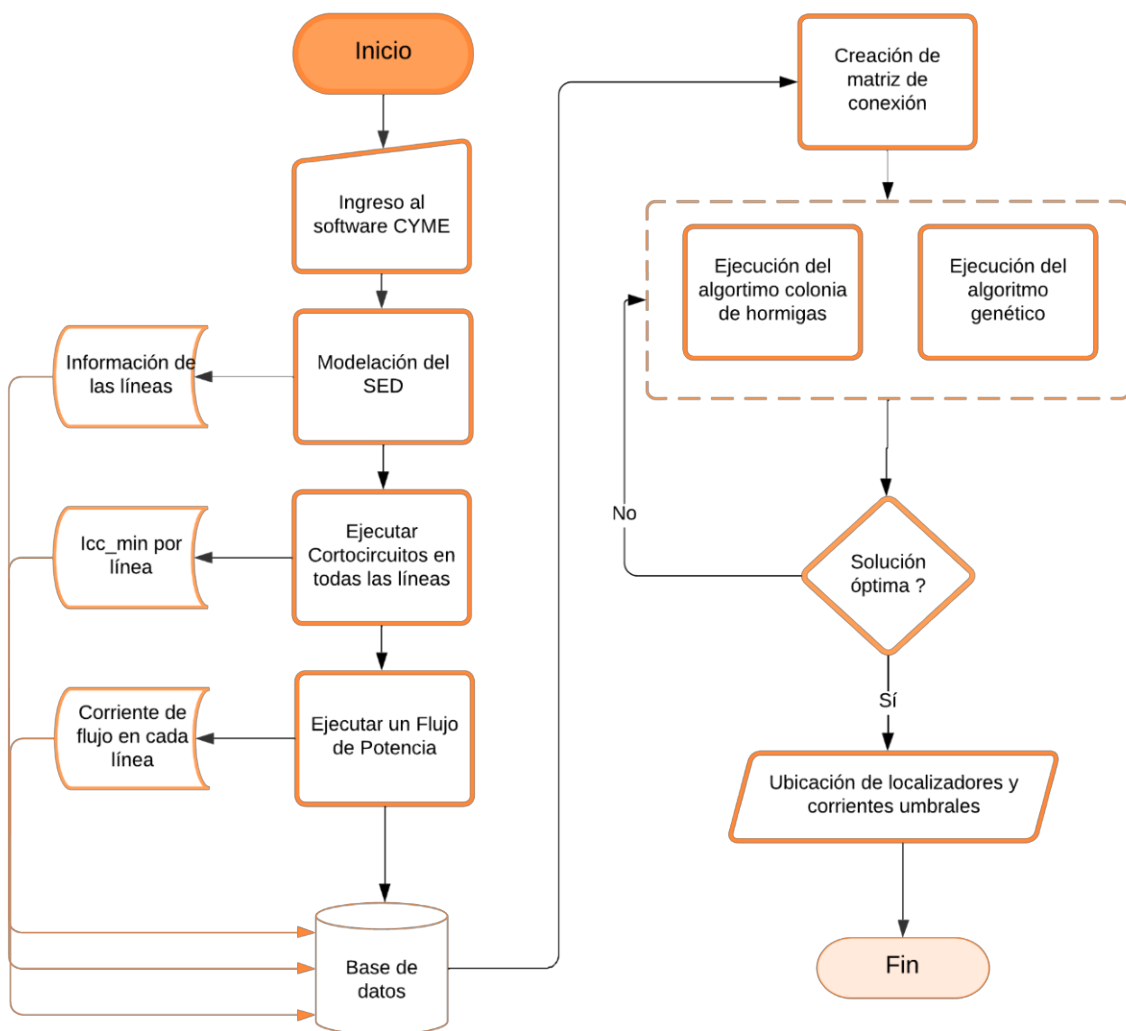 Inicio
Ingreso al
software CYME
Modelación del
SED
Información de
las líneas
Ejecutar
Cortocircuitos en
todas las líneas
Icc_min por
línea
Ejecutar un Flujo
de Potencia
Corriente de
flujo en cada
línea
Base de
datos
Creación de
matriz de
conexión
Ejecución del
algortimo colonia
de hormigas
Ejecución del
algoritmo
genético
Solución
óptima ?
No
Sí
Ubicación de localizadores y
corrientes umbrales
Fin